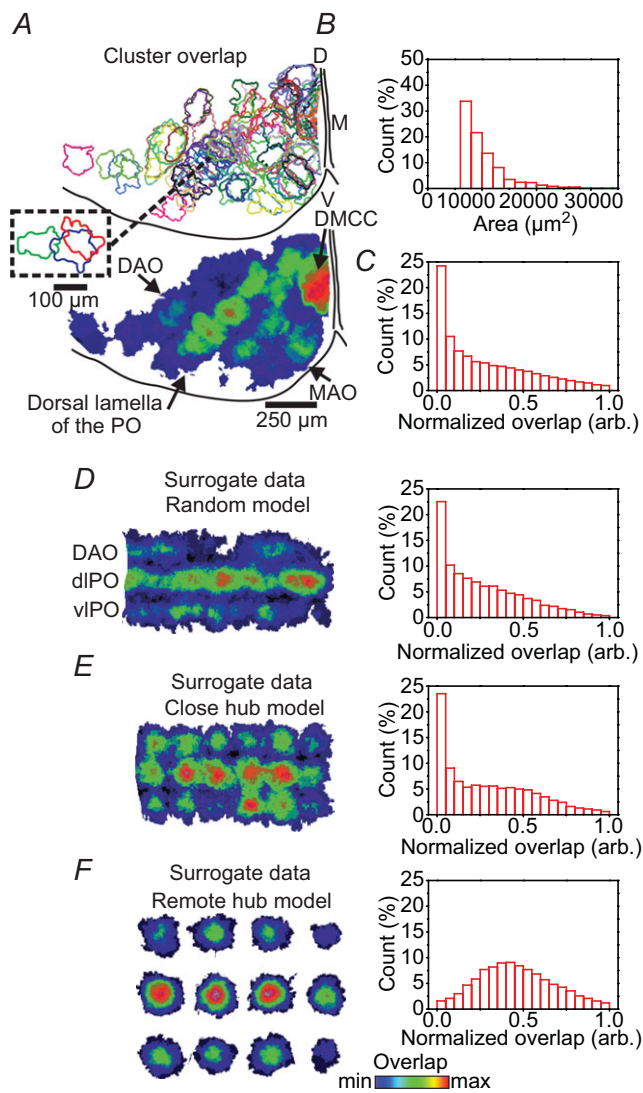 A
Cluster overlap
D
M
V
DMCC
DAO
100 µm
Dorsal lamella
of the PO
MAO
250 µm
B
50
40
30
20
10
0
Count (%)
0 10000 20000 30000
Area (µm²)
C
25
20
15
10
5
0
Count (%)
0.0 0.5 1.0
Normalized overlap (arb.)
D
Surrogate data
Random model
DAO
dlPO
vlPO
25
20
15
10
5
0
Count (%)
0.0 0.5 1.0
Normalized overlap (arb.)
E
Surrogate data
Close hub model
25
20
15
10
5
0
Count (%)
0.0 0.5 1.0
Normalized overlap (arb.)
F
Surrogate data
Remote hub model
25
20
15
10
5
0
Count (%)
0.0 0.5 1.0
Normalized overlap (arb.)
Overlap
min max